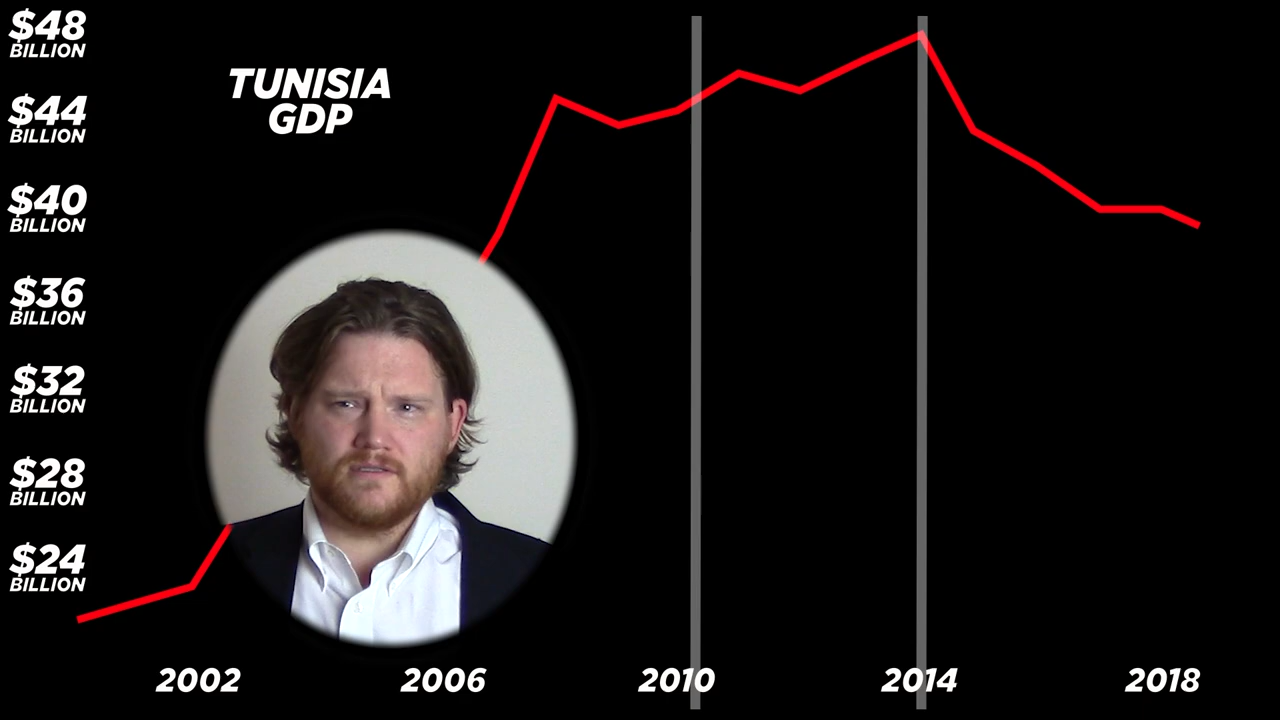 TUNISIA
GDP
$48
BILLION
$44
BILLION
$40
BILLION
$36
BILLION
$32
BILLION
$28
BILLION
$24
BILLION
2002 2006 2010 2014 2018